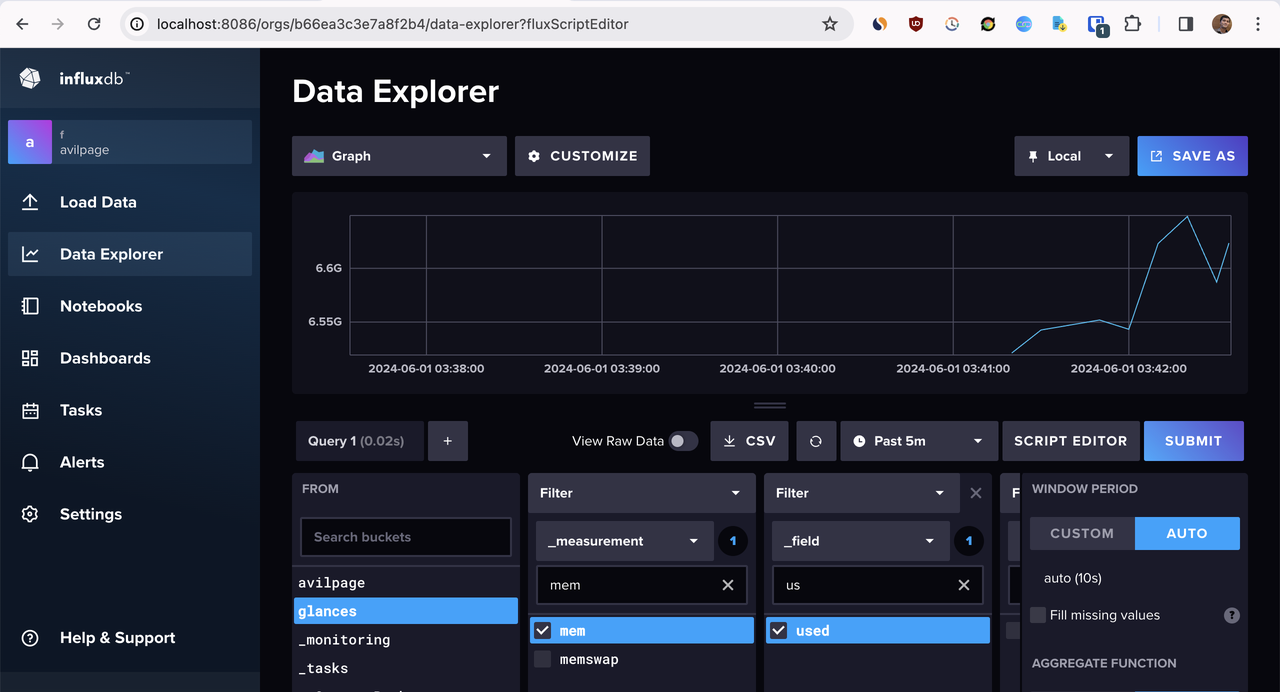 localhost:8086/orgs/b66ea3c3e7a8f2b4/data-explorer?fluxScriptEditor
1
influxdb™
a
f
avilpage
Load Data
Data Explorer
Notebooks
Dashboards
Tasks
Alerts
Settings
Help & Support
Data Explorer
Graph
CUSTOMIZE
Local
SAVE AS
6.6G
6.55G
2024-06-01 03:38:00
2024-06-01 03:39:00
2024-06-01 03:40:00
2024-06-01 03:41:00
2024-06-01 03:42:00
Query 1 (0.02s)
+
View Raw Data
CSV
Past 5m
SCRIPT EDITOR
SUBMIT
FROM
Search buckets
avilpage
glances
_monitoring
_tasks
Filter
_measurement
1
mem
mem
memswap
Filter
_field
1
us
used
F
WINDOW PERIOD
CUSTOM
AUTO
auto (10s)
Fill missing values
?
AGGREGATE FUNCTION